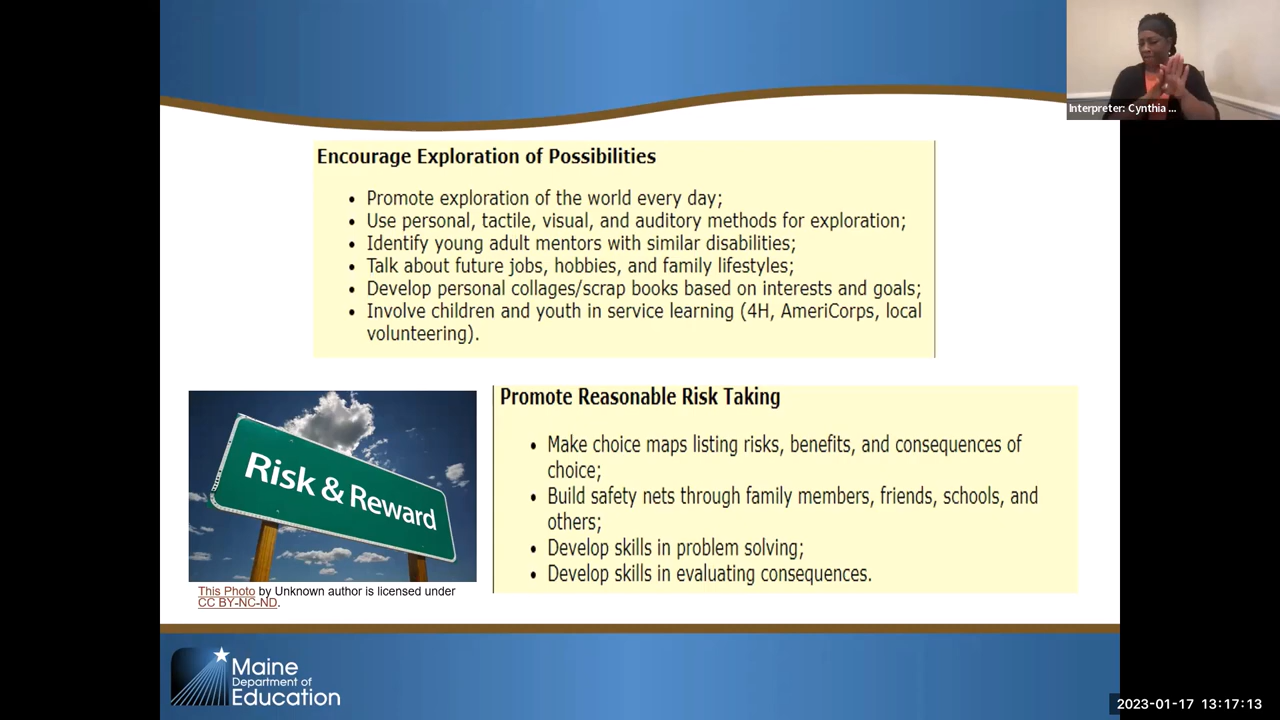 Interpreter: Cynthia ...
Encourage Exploration of Possibilities
• Promote exploration of the world every day;
• Use personal, tactile, visual, and auditory methods for exploration;
• Identify young adult mentors with similar disabilities;
• Talk about future jobs, hobbies, and family lifestyles;
• Develop personal collages/scrap books based on interests and goals;
• Involve children and youth in service learning (4H, AmeriCorps, local
volunteering).
Risk & Reward
This Photo by Unknown author is licensed under
CC BY-NC-ND.
Promote Reasonable Risk Taking
• Make choice maps listing risks, benefits, and consequences of
choice;
• Build safety nets through family members, friends, schools, and
others;
• Develop skills in problem solving;
• Develop skills in evaluating consequences.
Maine
Department of
Education
2023-01-17 13:17:13